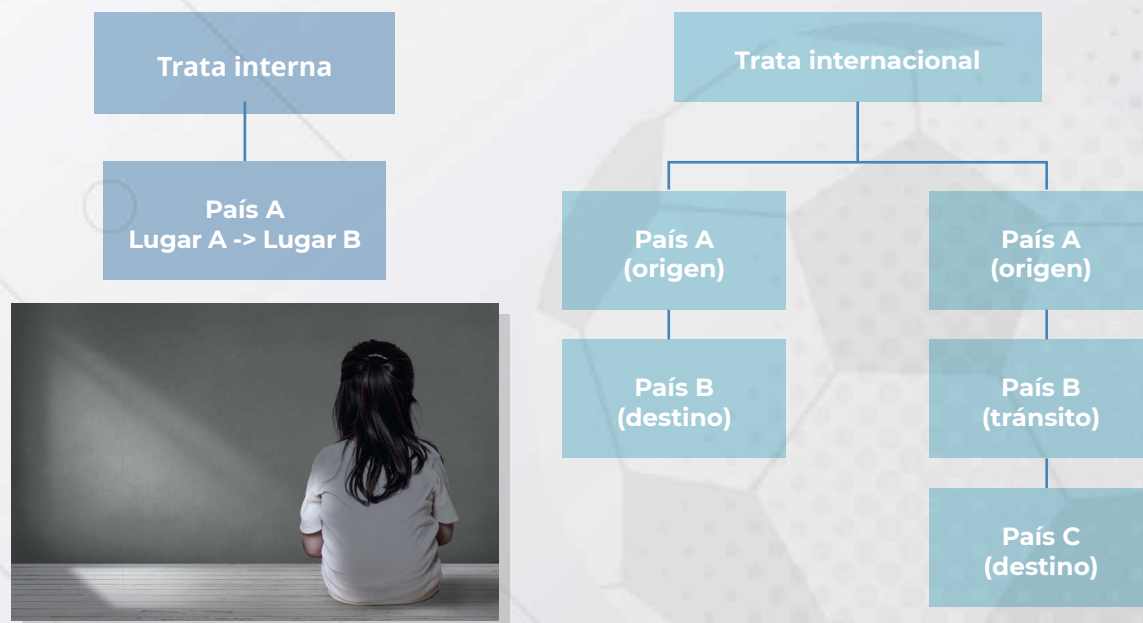 Trata interna
País A
Lugar A -> Lugar B
Trata internacional
País A
(origen)
País B
(destino)
País A
(origen)
País B
(tránsito)
País C
(destino)